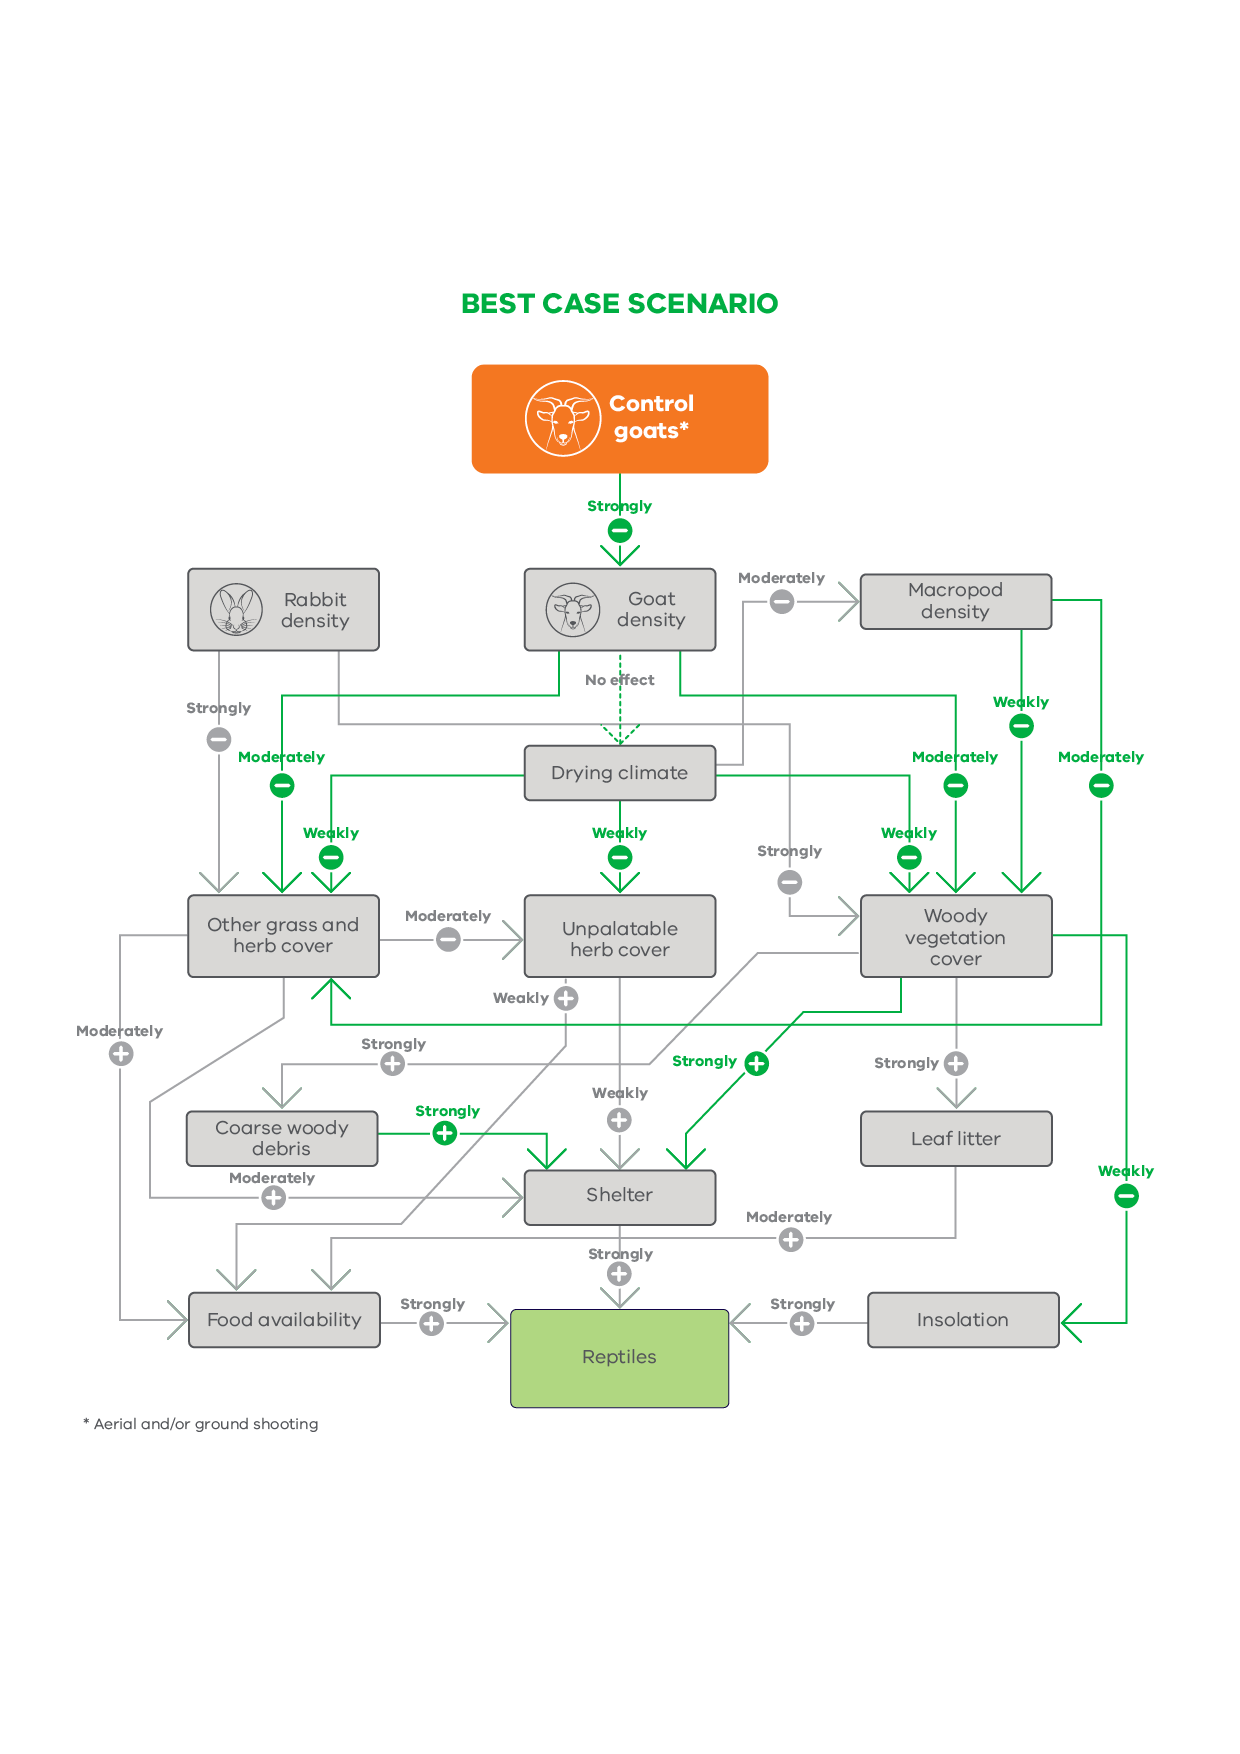 BEST CASE SCENARIO
Control
goats*
Strongly
Rabbit
density
Goat
density
Moderately
Macropod
density
No effect
Strongly
Weakly
Moderately
Moderately
Moderately
Drying climate
Weakly
Weakly
Weakly
Strongly
Other grass and
herb cover
Moderately
Unpalatable
herb cover
Woody
vegetation
cover
Weakly
Moderately
Strongly
Strongly
Strongly
Weakly
Strongly
Coarse woody
debris
Leaf litter
Moderately
Weakly
Shelter
Moderately
Strongly
Food availability
Strongly
Strongly
Insolation
Reptiles
* Aerial and/or ground shooting